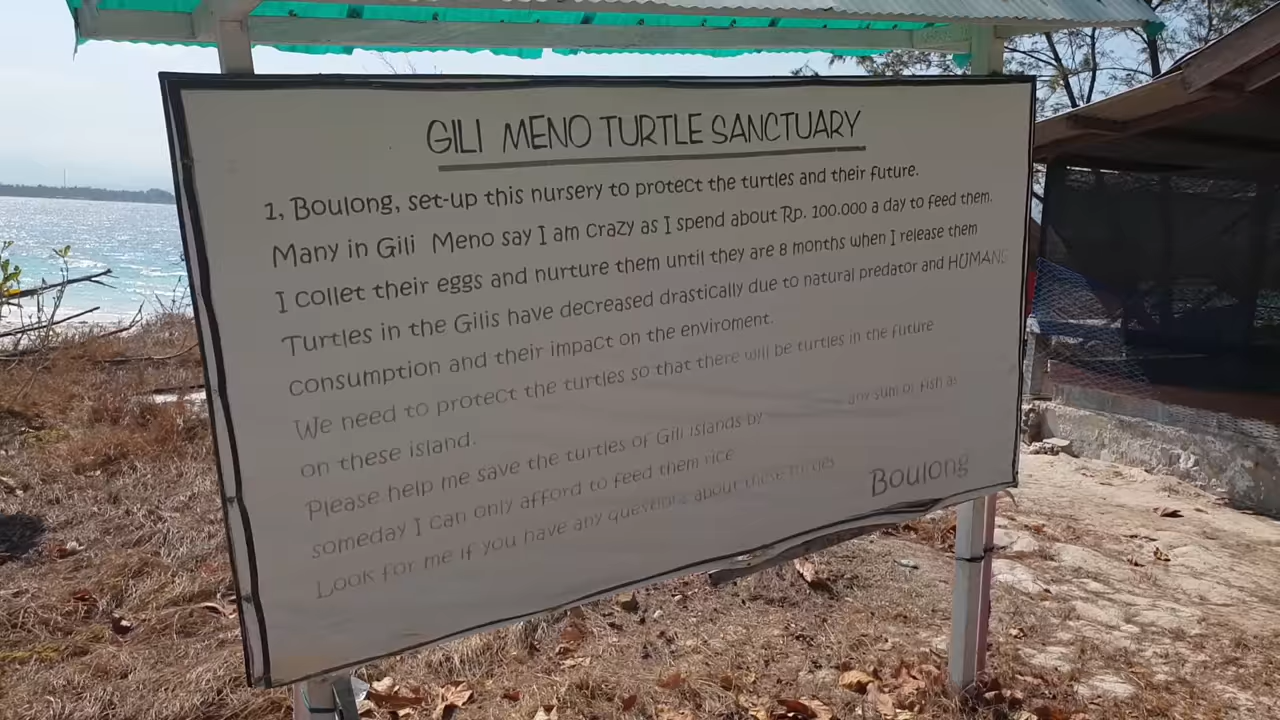 GILI MENO TURTLE SANCTUARY
1, Boulong, set-up this nursery to protect the turtles and their future.
Many in Gili Meno say I am crazy as I spend about Rp. 100.000 a day to feed them.
I collet their eggs and nurture them until they are 8 months when I release them
Turtles in the Gilis have decreased drastically due to natural predator and HUMANS
consumption and their impact on the enviroment.
We need to protect the turtles so that there will be turtles in the future
on these island.
Please help me save the turtles of Gili Islands by any sum or fish as
someday I can only afford to feed them rice
Look for me if you have any questions about these turtles
Boulong